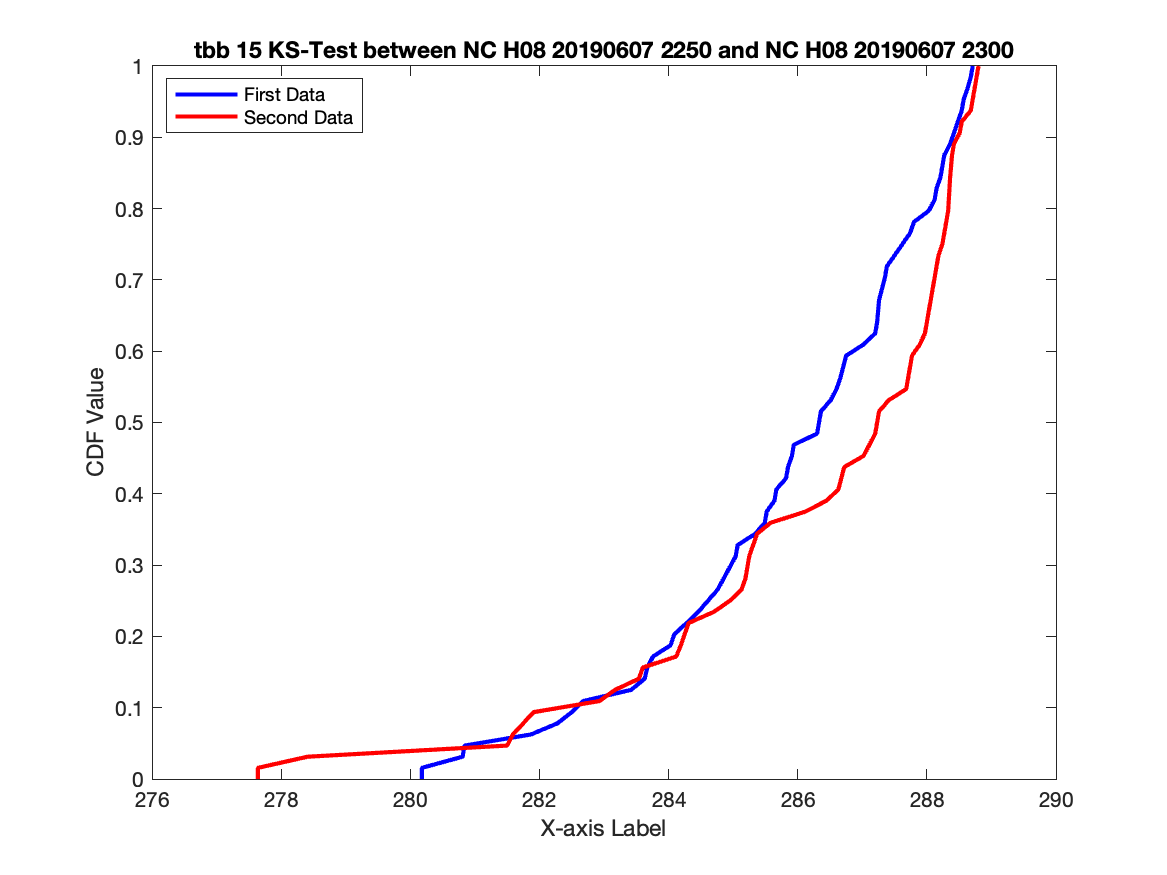 tbb 15 KS-Test between NC H08 20190607 2250 and NC H08 20190607 2300
First Data
Second Data
1
0.9
0.8
0.7
0.6
0.5
0.4
0.3
0.2
0.1
0
CDF Value
276 278 280 282 284 286 288 290
X-axis Label